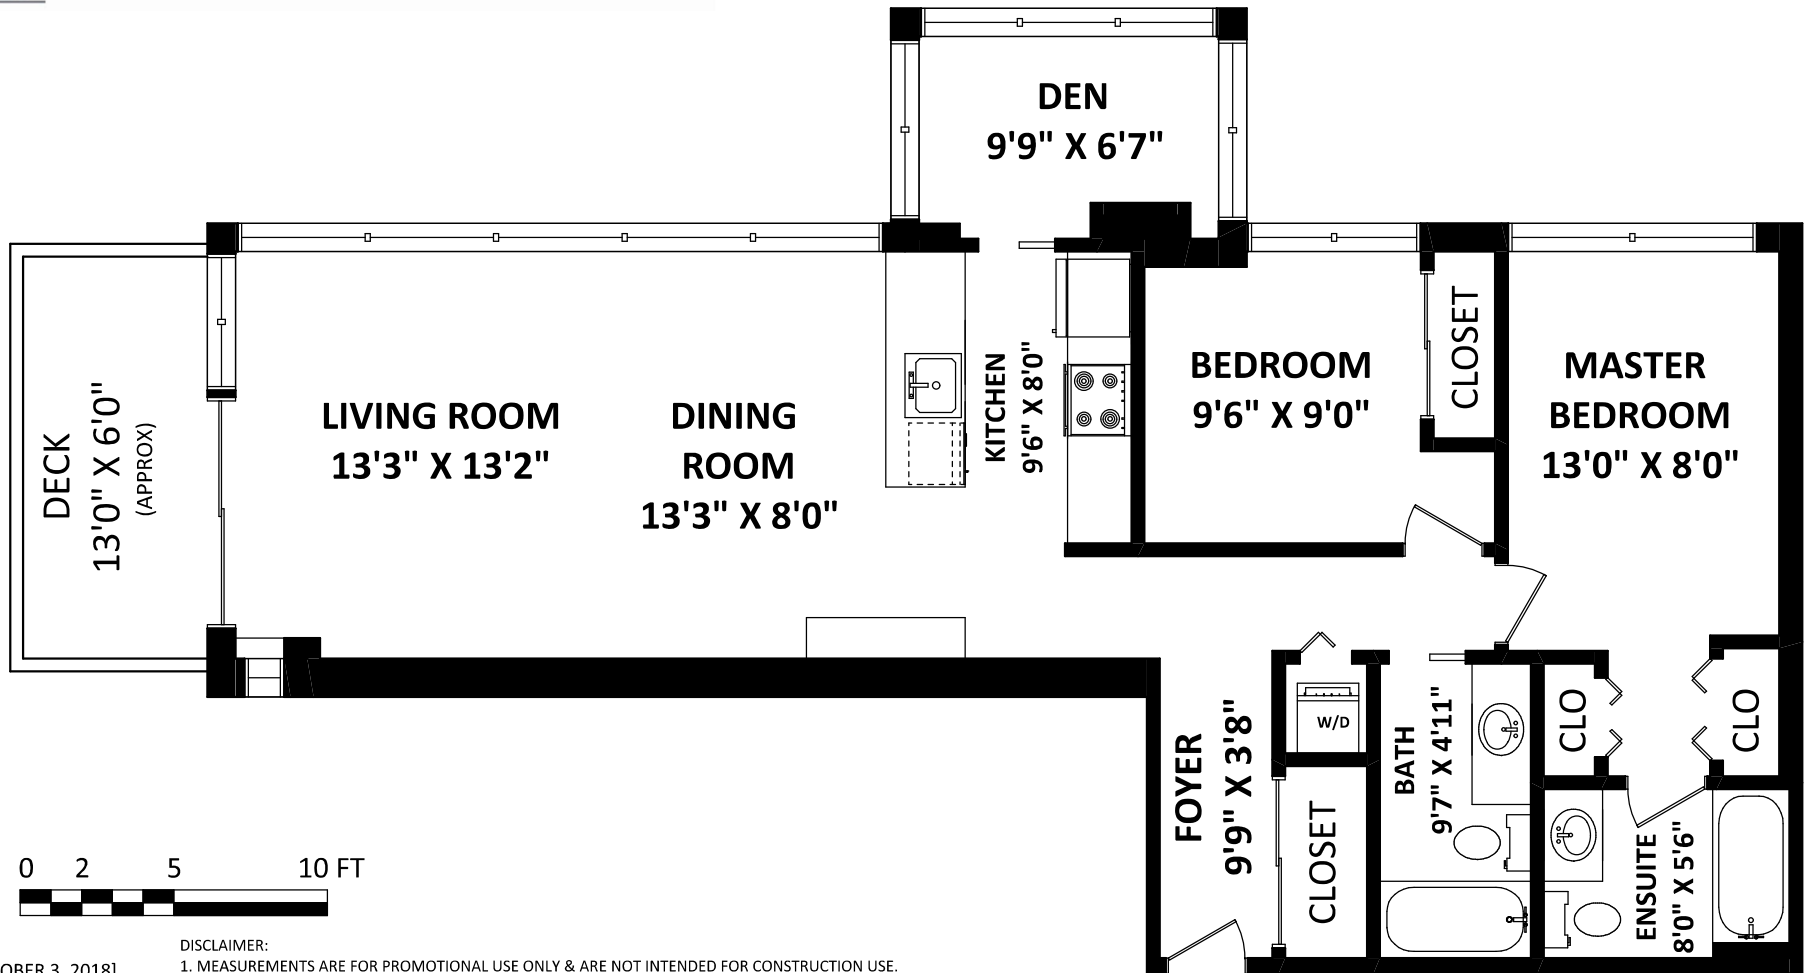 DEN
9'9" X 6'7"
LIVING ROOM
13'3" X 13'2"
DINING
ROOM
13'3" X 8'0"
KITCHEN
9'6" X 8'0"
BEDROOM
9'6" X 9'0"
CLOSET
MASTER
BEDROOM
13'0" X 8'0"
DECK
13'0" X 6'0"
(APPROX)
FOYER
9'9" X 3'8"
W/D
CLOSET
BATH
9'7" X 4'11"
CLO
CLO
ENSUITE
8'0" X 5'6"
0 2 5 10 FT
DISCLAIMER:
1. MEASUREMENTS ARE FOR PROMOTIONAL USE ONLY & ARE NOT INTENDED FOR CONSTRUCTION USE.
3, 2018]